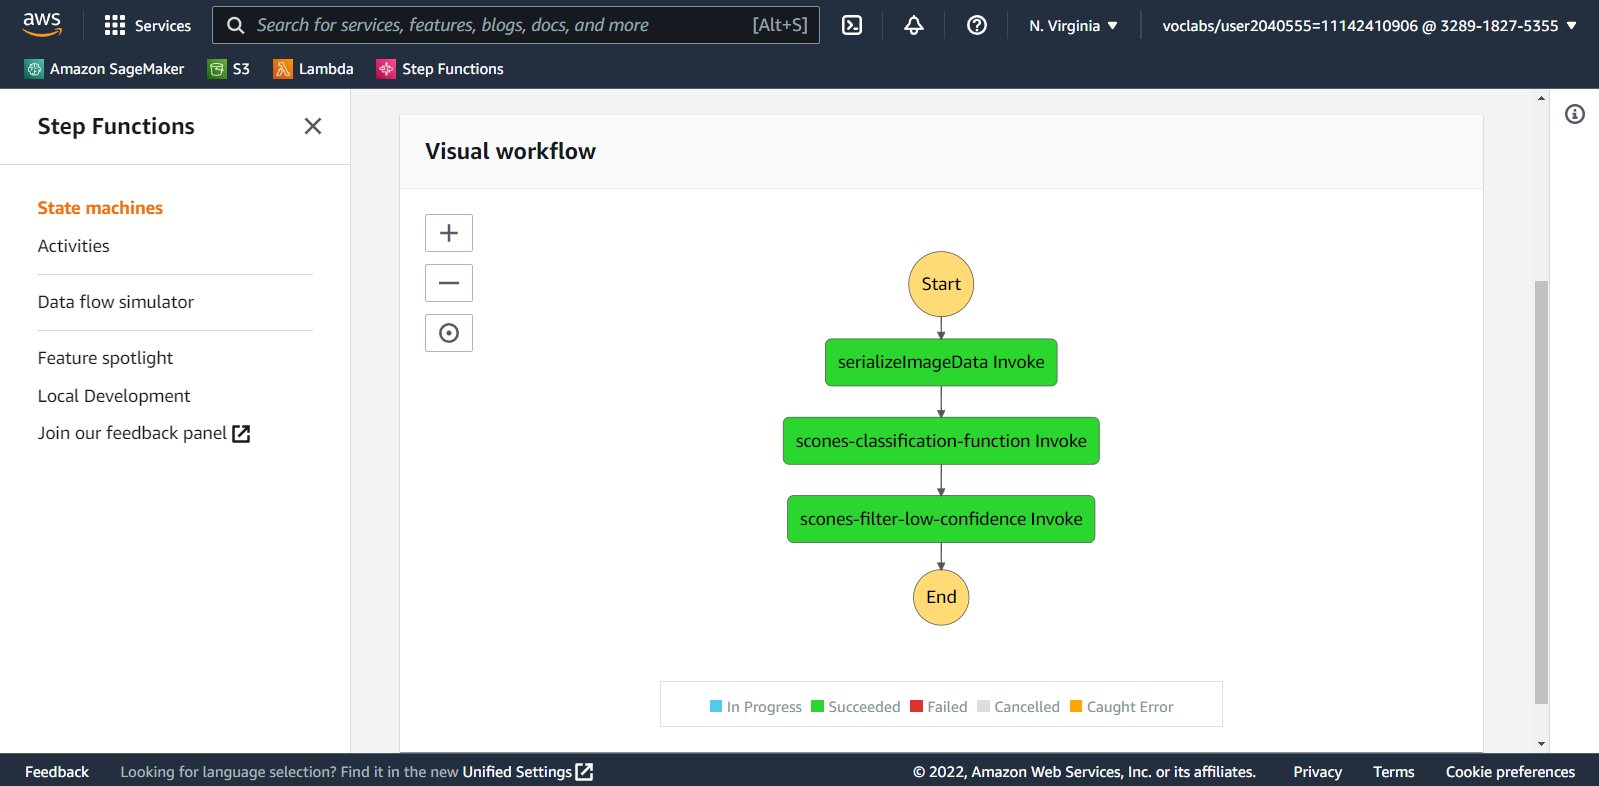 aws
Services
Search for services, features, blogs, docs, and more [Alt+S]
N. Virginia
voclabs/user2040555=11142410906 @ 3289-1827-5355
Amazon SageMaker
S3
Lambda
Step Functions
Step Functions
State machines
Activities
Data flow simulator
Feature spotlight
Local Development
Join our feedback panel
Visual workflow
Start
serializeImageData Invoke
scones-classification-function Invoke
scones-filter-low-confidence Invoke
End
In Progress
Succeeded
Failed
Cancelled
Caught Error
Feedback
Looking for language selection? Find it in the new Unified Settings
© 2022, Amazon Web Services, Inc. or its affiliates.
Privacy
Terms
Cookie preferences